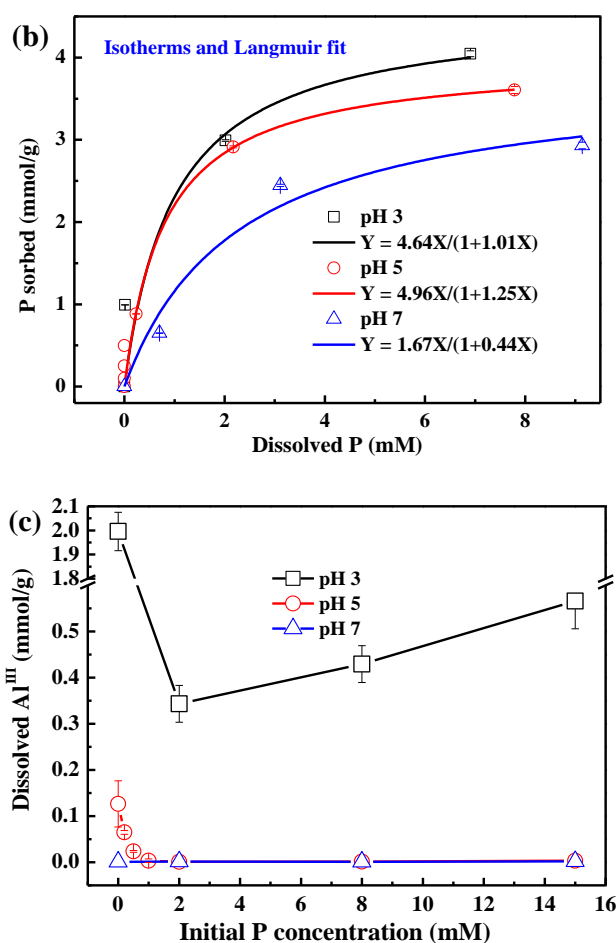 (b)
Isotherms and Langmuir fit
P sorbed (mmol/g)
4
3
2
1
0
pH 3
Y = 4.64X/(1+1.01X)
pH 5
Y = 4.96X/(1+1.25X)
pH 7
Y = 1.67X/(1+0.44X)
0 2 4 6 8
Dissolved P (mM)
(c)
Dissolved Al^III (mmol/g)
2.1
2.0
1.9
1.8
0.5
0.4
0.3
0.2
0.1
0.0
pH 3
pH 5
pH 7
0 2 4 6 8 10 12 14 16
Initial P concentration (mM)